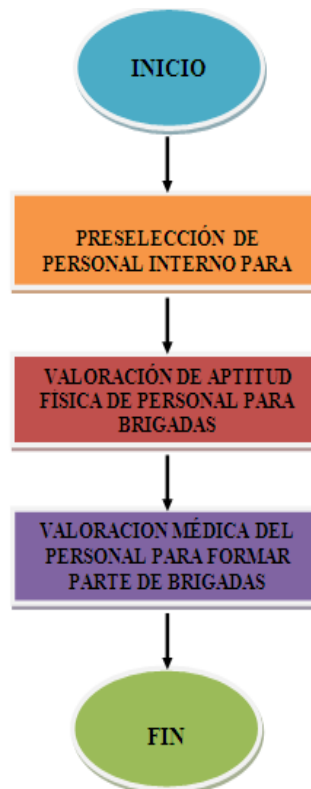 INICIO
PRESELECCIÓN DE
PERSONAL INTERNO PARA
VALORACIÓN DE APTITUD
FÍSICA DE PERSONAL PARA
BRIGADAS
VALORACION MÉDICA DEL
PERSONAL PARA FORMAR
PARTE DE BRIGADAS
FIN